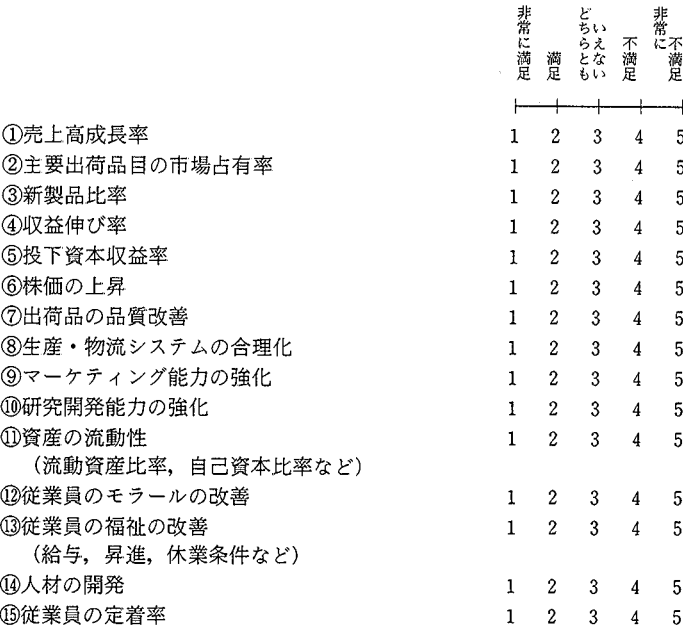 非常に満足
満足
どちらとも
いえない
不満足
非常に
不満足
①売上高成長率 1 2 3 4 5
②主要出荷品目の市場占有率 1 2 3 4 5
③新製品比率 1 2 3 4 5
④収益伸び率 1 2 3 4 5
⑤投下資本収益率 1 2 3 4 5
⑥株価の上昇 1 2 3 4 5
⑦出荷品の品質改善 1 2 3 4 5
⑧生産・物流システムの合理化 1 2 3 4 5
⑨マーケティング能力の強化 1 2 3 4 5
⑩研究開発能力の強化 1 2 3 4 5
⑪資産の流動性 1 2 3 4 5
（流動資産比率，自己資本比率など）
⑫従業員のモラールの改善 1 2 3 4 5
⑬従業員の福祉の改善 1 2 3 4 5
（給与，昇進，休業条件など）
⑭人材の開発 1 2 3 4 5
⑮従業員の定着率 1 2 3 4 5